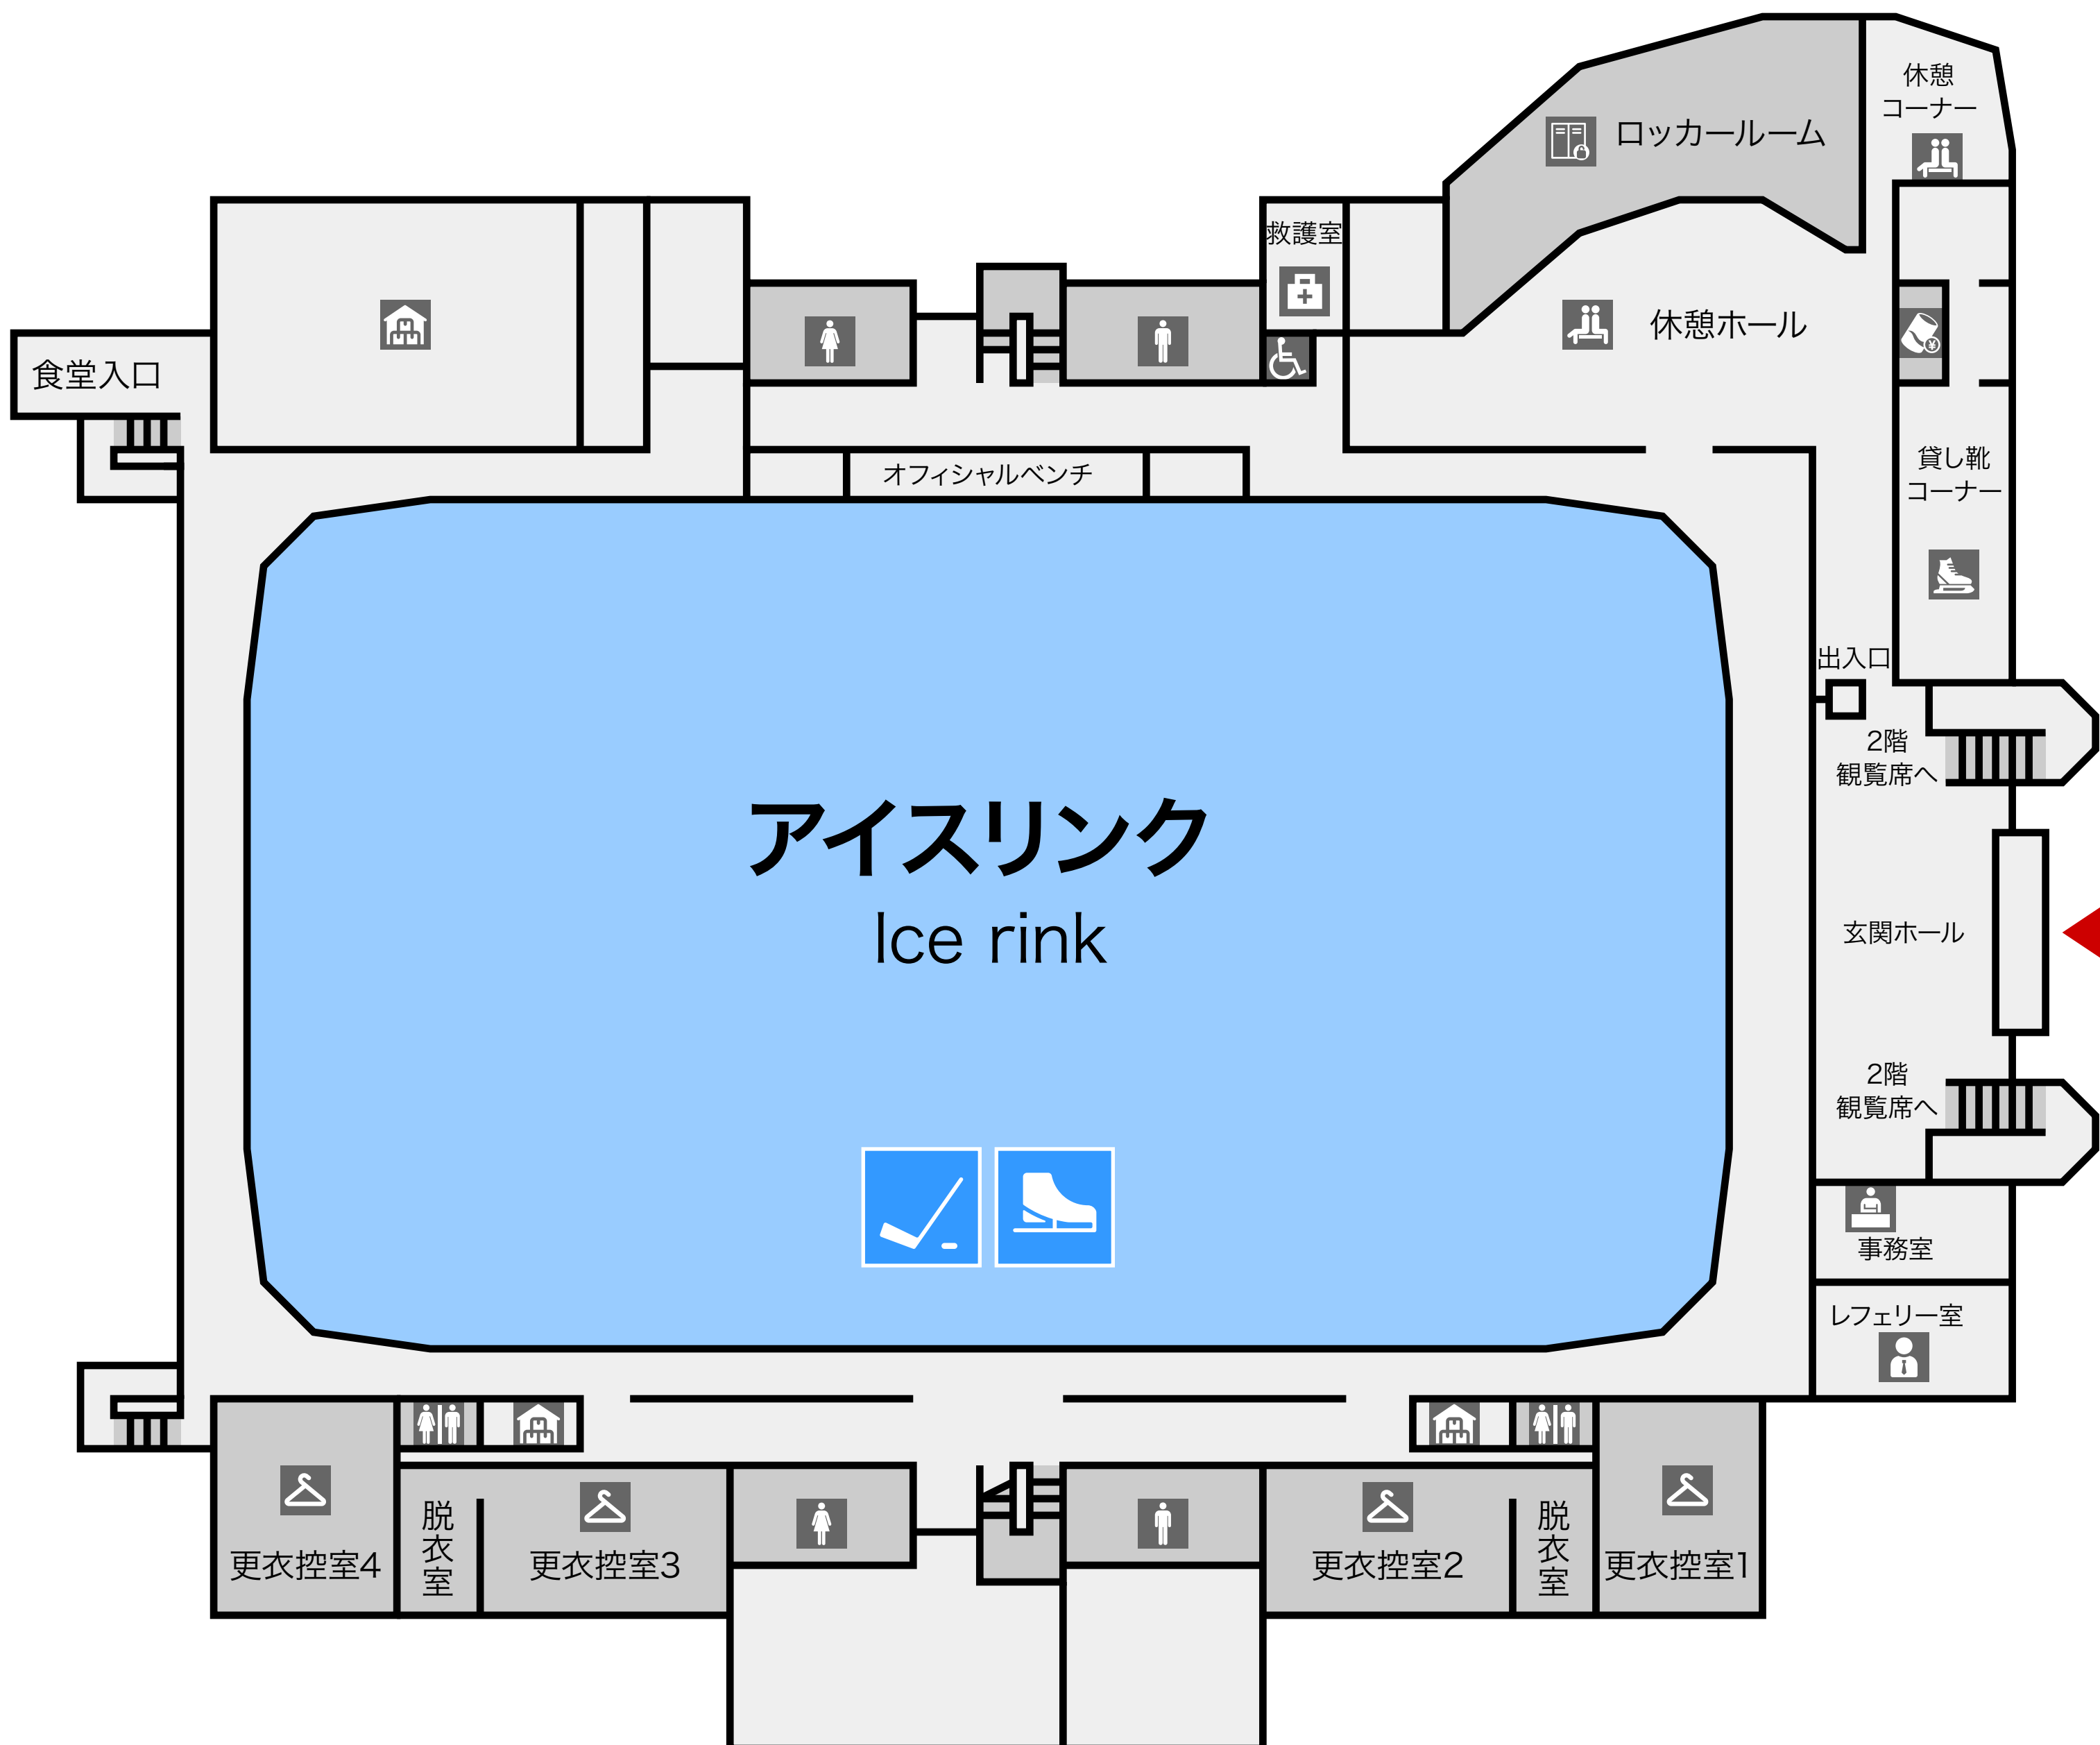 休憩
コーナー
ロッカールーム
救護室
休憩ホール
食堂入口
オフィシャルベンチ
貸し靴
コーナー
出入口
2階
観覧席へ
アイスリンク
Ice rink
玄関ホール
2階
観覧席へ
事務室
レフェリー室
更衣控室4
脱衣室
更衣控室3
更衣控室2
脱衣室
更衣控室1